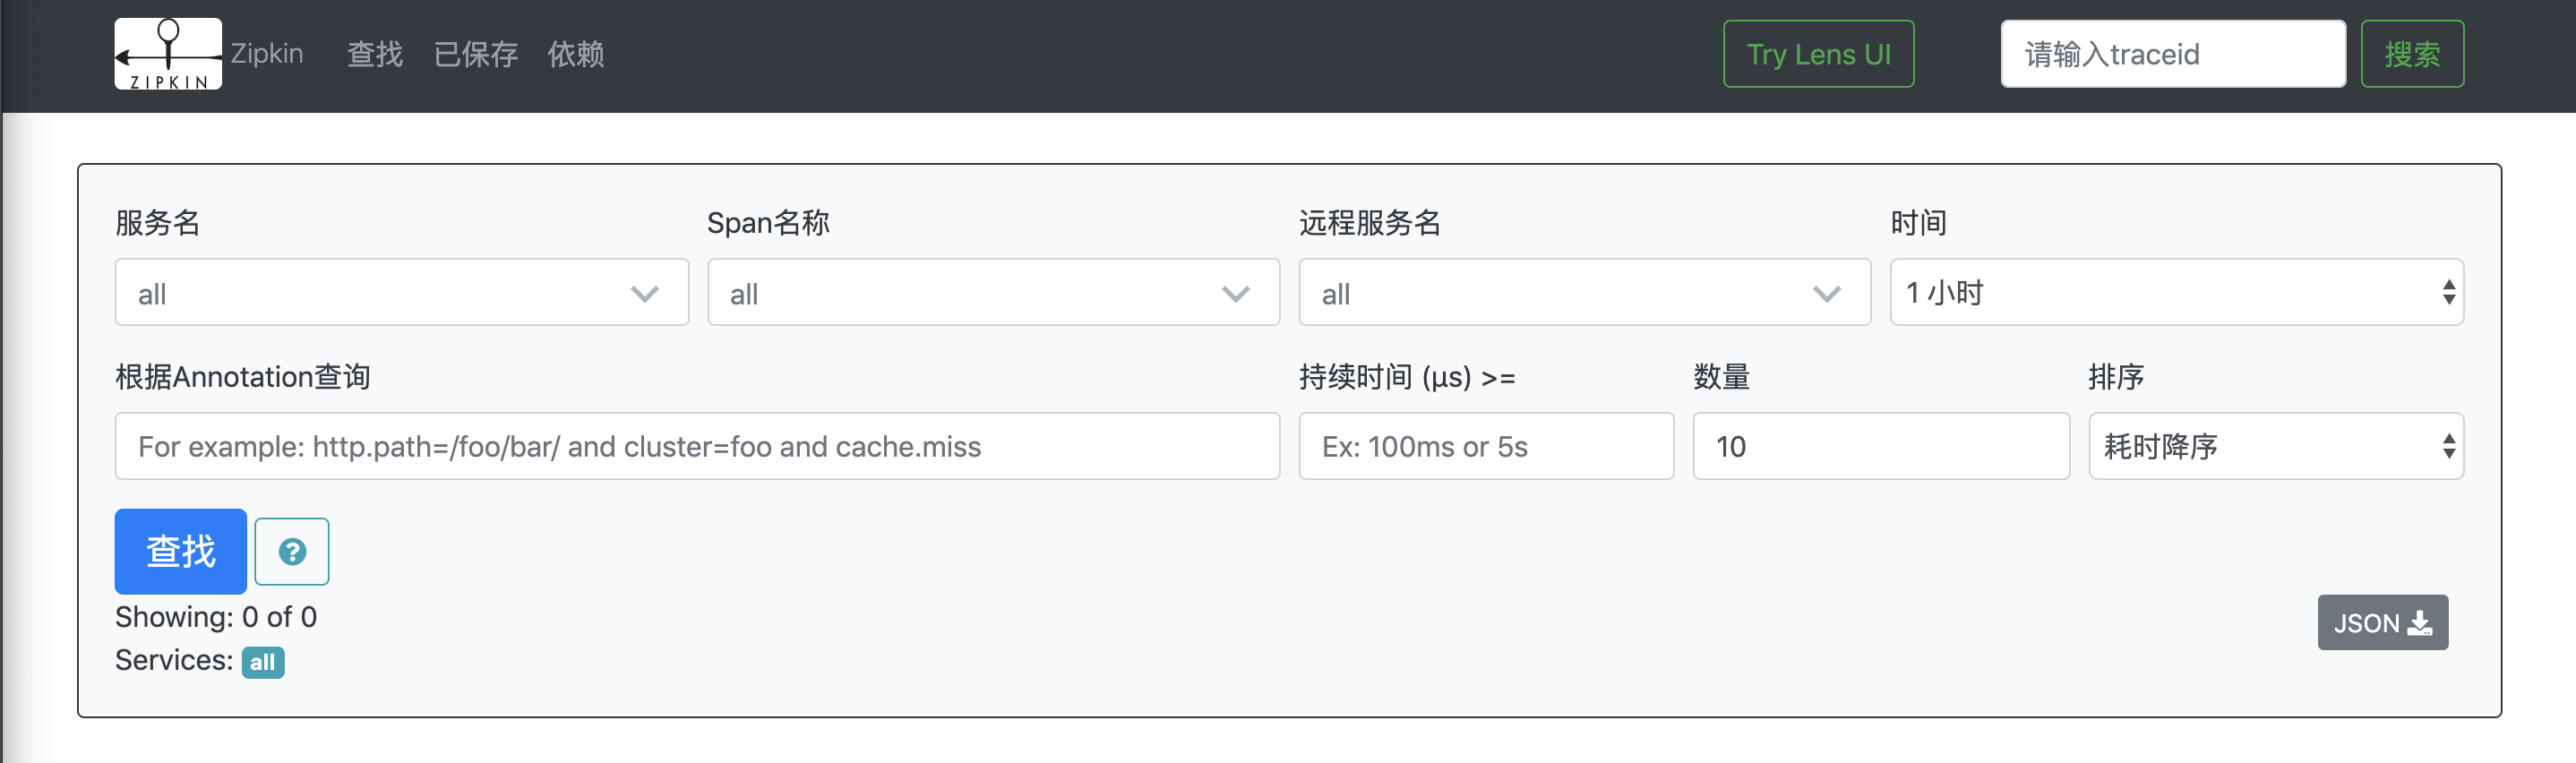 ZIPKIN Zipkin 查找 已保存 依赖 Try Lens UI 请输入traceid 搜索
服务名 Span名称 远程服务名 时间
all all all 1 小时
根据Annotation查询 持续时间 (μs) >= 数量 排序
For example: http.path=/foo/bar/ and cluster=foo and cache.miss Ex: 100ms or 5s 10 耗时降序
查找 ?
Showing: 0 of 0 JSON
Services: all